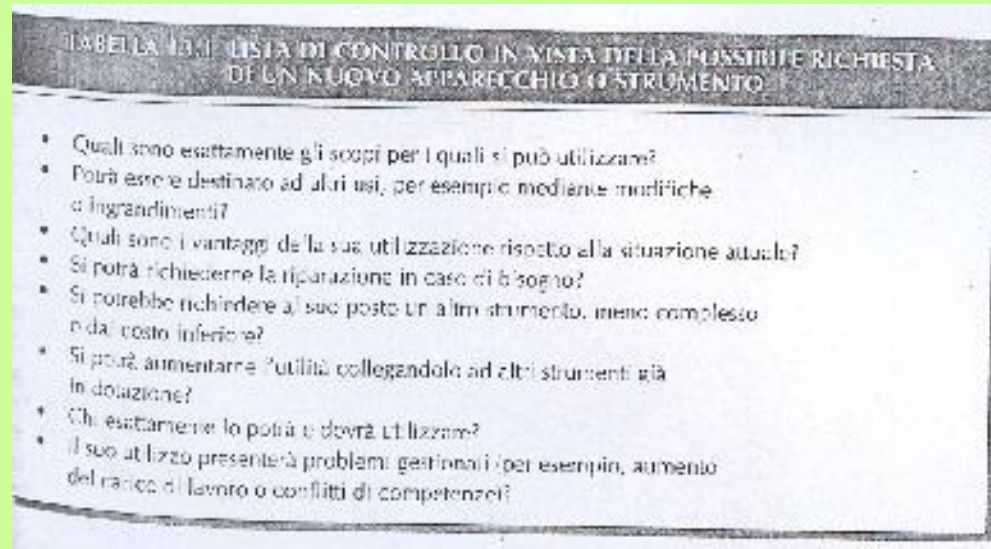 TABELLA 13.1 LISTA DI CONTROLLO IN VISTA DELLA POSSIBILE RICHIESTA
DI UN NUOVO APPARECCHIO O STRUMENTO
• Quali sono esattamente gli scopi per i quali si può utilizzare?
• Potrà essere destinato ad altri usi, per esempio mediante modifiche
o ingrandimenti?
• Quali sono i vantaggi della sua utilizzazione rispetto alla situazione attuale?
• Si potrà richiederne la riparazione in caso di bisogno?
• Si potrebbe richiedere al suo posto un altro strumento, meno complesso
e dal costo inferiore?
• Si potrà aumentarne l'utilità collegandolo ad altri strumenti già
in dotazione?
• Chi esattamente lo potrà o dovrà utilizzare?
• Il suo utilizzo presenterà problemi gestionali (per esempio, aumento
del carico di lavoro o conflitti di competenze)?